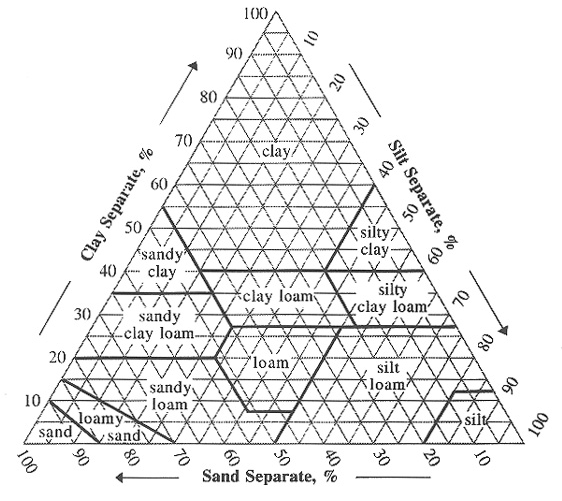 100
90
10
80
20
70
30
clay
Clay Separate, %
Silt Separate, %
60
40
50
50
silty
clay
60
sandy
clay
40
clay loam
silty
clay loam
70
30
sandy
clay loam
80
20
loam
silt
loam
90
sandy
loam
10
loamy
sand
sand
silt
100
100
90
80
70
60
50
40
30
20
10
Sand Separate, %